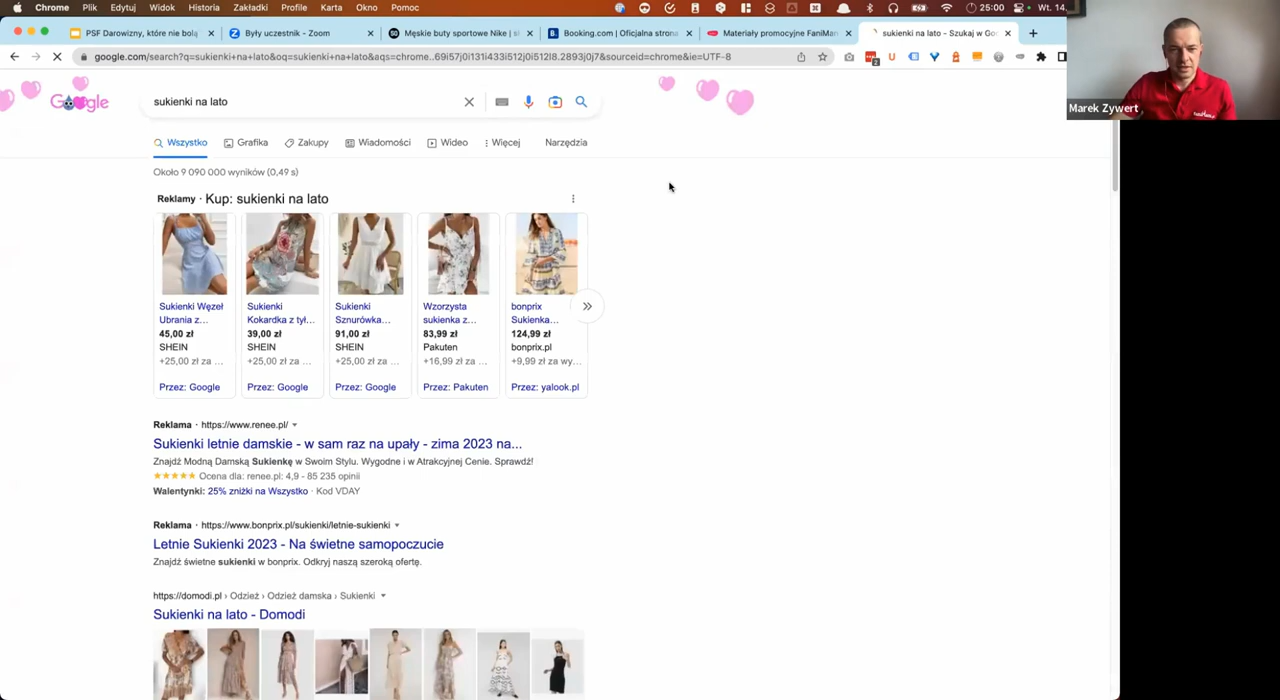 Chrome Plik Edytuj Widok Historia Zakładki Profile Karta Okno Pomoc 25:00 Wt. 14.
PSF Darowizny, które nie bolą
Były uczestnik - Zoom
Męskie buty sportowe Nike | sk
Booking.com | Oficjalna strona
Materiały promocyjne FaniMan
sukienki na lato - Szukaj w Go
google.com/search?q=sukienki+na+lato&oq=sukienki+na+lato&aqs=chrome..69i57j0i131i433i512j0i512l8.2893j0j7&sourceid=chrome&ie=UTF-8
Marek Zywert
Google
sukienki na lato
Wszystko Grafika Zakupy Wiadomości Video Więcej Narzędzia
Około 9 090 000 wyników (0,49 s)
Reklamy · Kup: sukienki na lato
Sukienki Węzeł
Ubrania z...
45,00 zł
SHEIN
+25,00 zł za ...
Przez: Google
Sukienki
Kokardka z tył...
39,00 zł
SHEIN
+25,00 zł za ...
Przez: Google
Sukienki
Sznurówka...
91,00 zł
SHEIN
+25,00 zł za ...
Przez: Google
Wzorzysta
sukienka z...
83,99 zł
Pakuten
+16,99 zł za ...
Przez: Pakuten
bonprix
Sukienka...
124,99 zł
bonprix.pl
+9,99 zł za wy...
Przez: yalook.pl
Reklama · https://www.renee.pl/
Sukienki letnie damskie - w sam raz na upały - zima 2023 na...
Znajdź Modną Damską Sukienkę w Swoim Stylu. Wygodne i w Atrakcyjnej Cenie. Sprawdź!
Ocena dla: renee.pl: 4,9 - 85 235 opinii
Walentynki: 25% zniżki na Wszystko · Kod VDAY
Reklama · https://www.bonprix.pl/sukienki/letnie-sukienki
Letnie Sukienki 2023 - Na świetne samopoczucie
Znajdź świetne sukienki w bonprix. Odkryj naszą szeroką ofertę.
https://domodi.pl › Odzież › Odzież damska › Sukienki
Sukienki na lato - Domodi